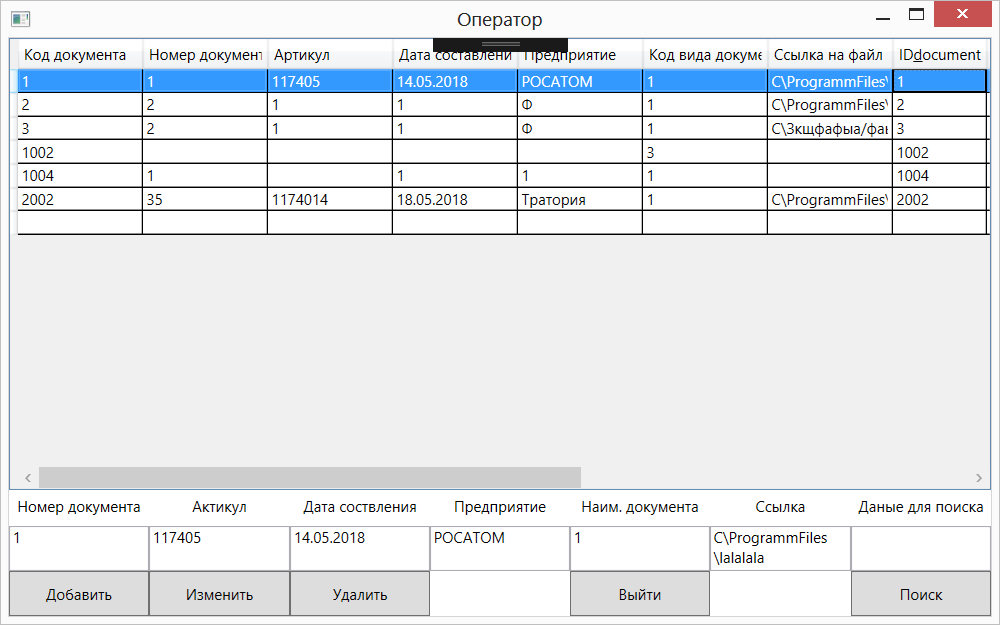 Оператор
Код документа Номер документ Артикул Дата составлени Предприятие Код вида докуме Ссылка на файл IDdocument
1 1 117405 14.05.2018 РОСАТОМ 1 C\ProgrammFiles\ 1
2 2 1 1 Ф 1 C\ProgrammFiles\ 2
3 2 1 1 Ф 1 C\Зкщфафыа/фаы 3
1002 3 1002
1004 1 1 1 1 1004
2002 35 1174014 18.05.2018 Тратория 1 C\ProgrammFiles\ 2002
Номер документа Актикул Дата соствления Предприятие Наим. документа Ссылка Даные для поиска
1 117405 14.05.2018 РОСАТОМ 1 C\ProgrammFiles
\lalalala
Добавить Изменить Удалить Выйти Поиск